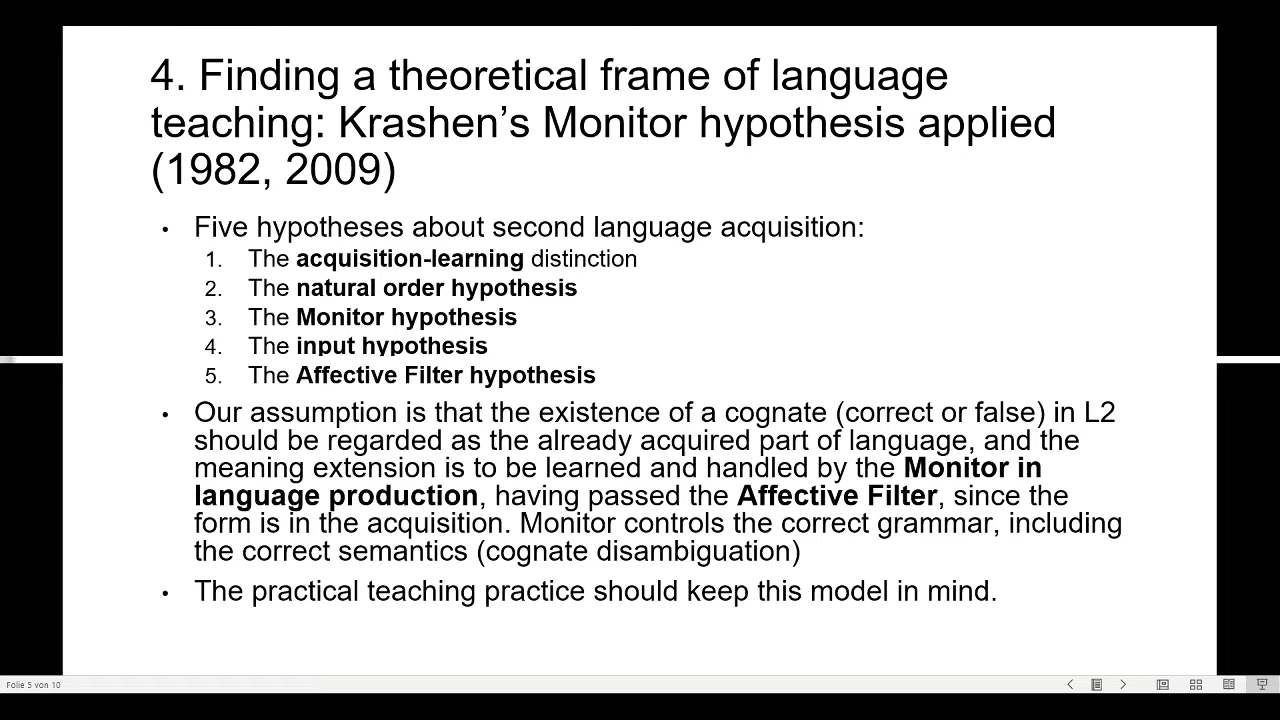 4. Finding a theoretical frame of language
teaching: Krashen’s Monitor hypothesis applied
(1982, 2009)
• Five hypotheses about second language acquisition:
1. The acquisition-learning distinction
2. The natural order hypothesis
3. The Monitor hypothesis
4. The input hypothesis
5. The Affective Filter hypothesis
• Our assumption is that the existence of a cognate (correct or false) in L2
should be regarded as the already acquired part of language, and the
meaning extension is to be learned and handled by the Monitor in
language production, having passed the Affective Filter, since the
form is in the acquisition. Monitor controls the correct grammar, including
the correct semantics (cognate disambiguation)
• The practical teaching practice should keep this model in mind.
Folie 5 von 10